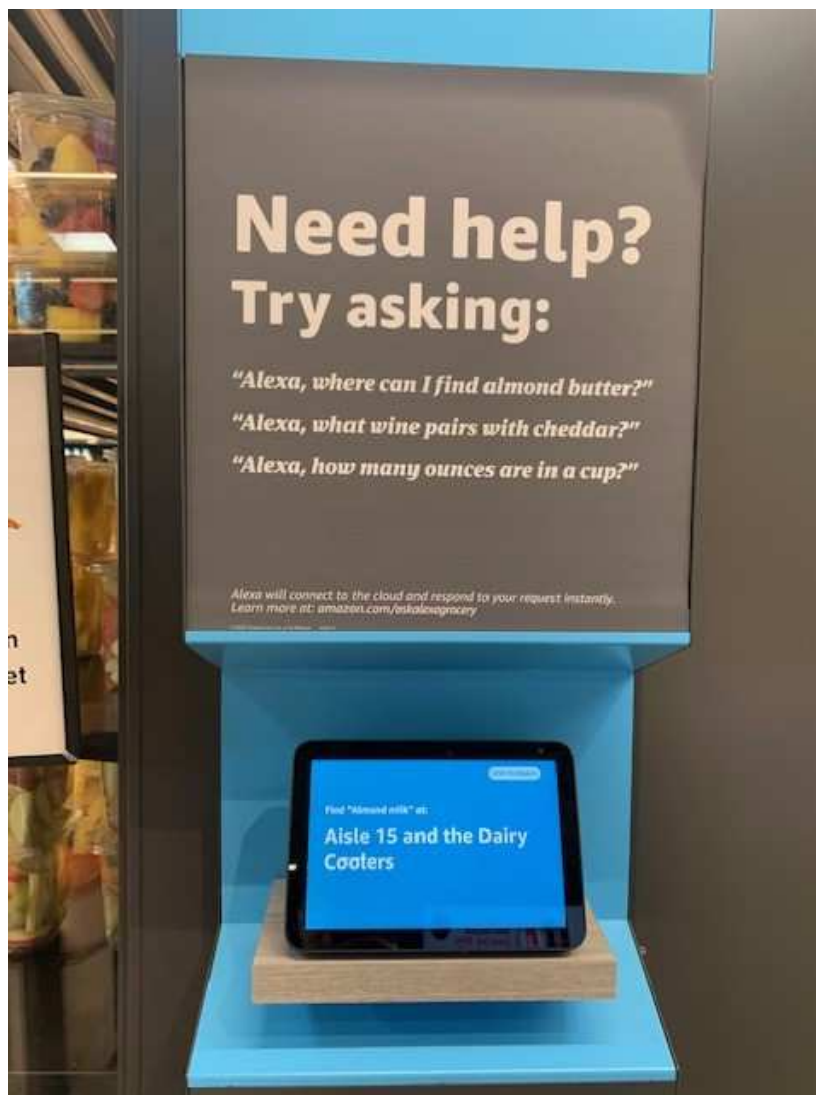 Need help?
Try asking:
“Alexa, where can I find almond butter?”
“Alexa, what wine pairs with cheddar?”
“Alexa, how many ounces are in a cup?”
Alexa will connect to the cloud and respond to your request instantly.
Learn more at: amazon.com/askalexagrocery
n
et
Find "Almond milk" at:
Aisle 15 and the Dairy
Coolers